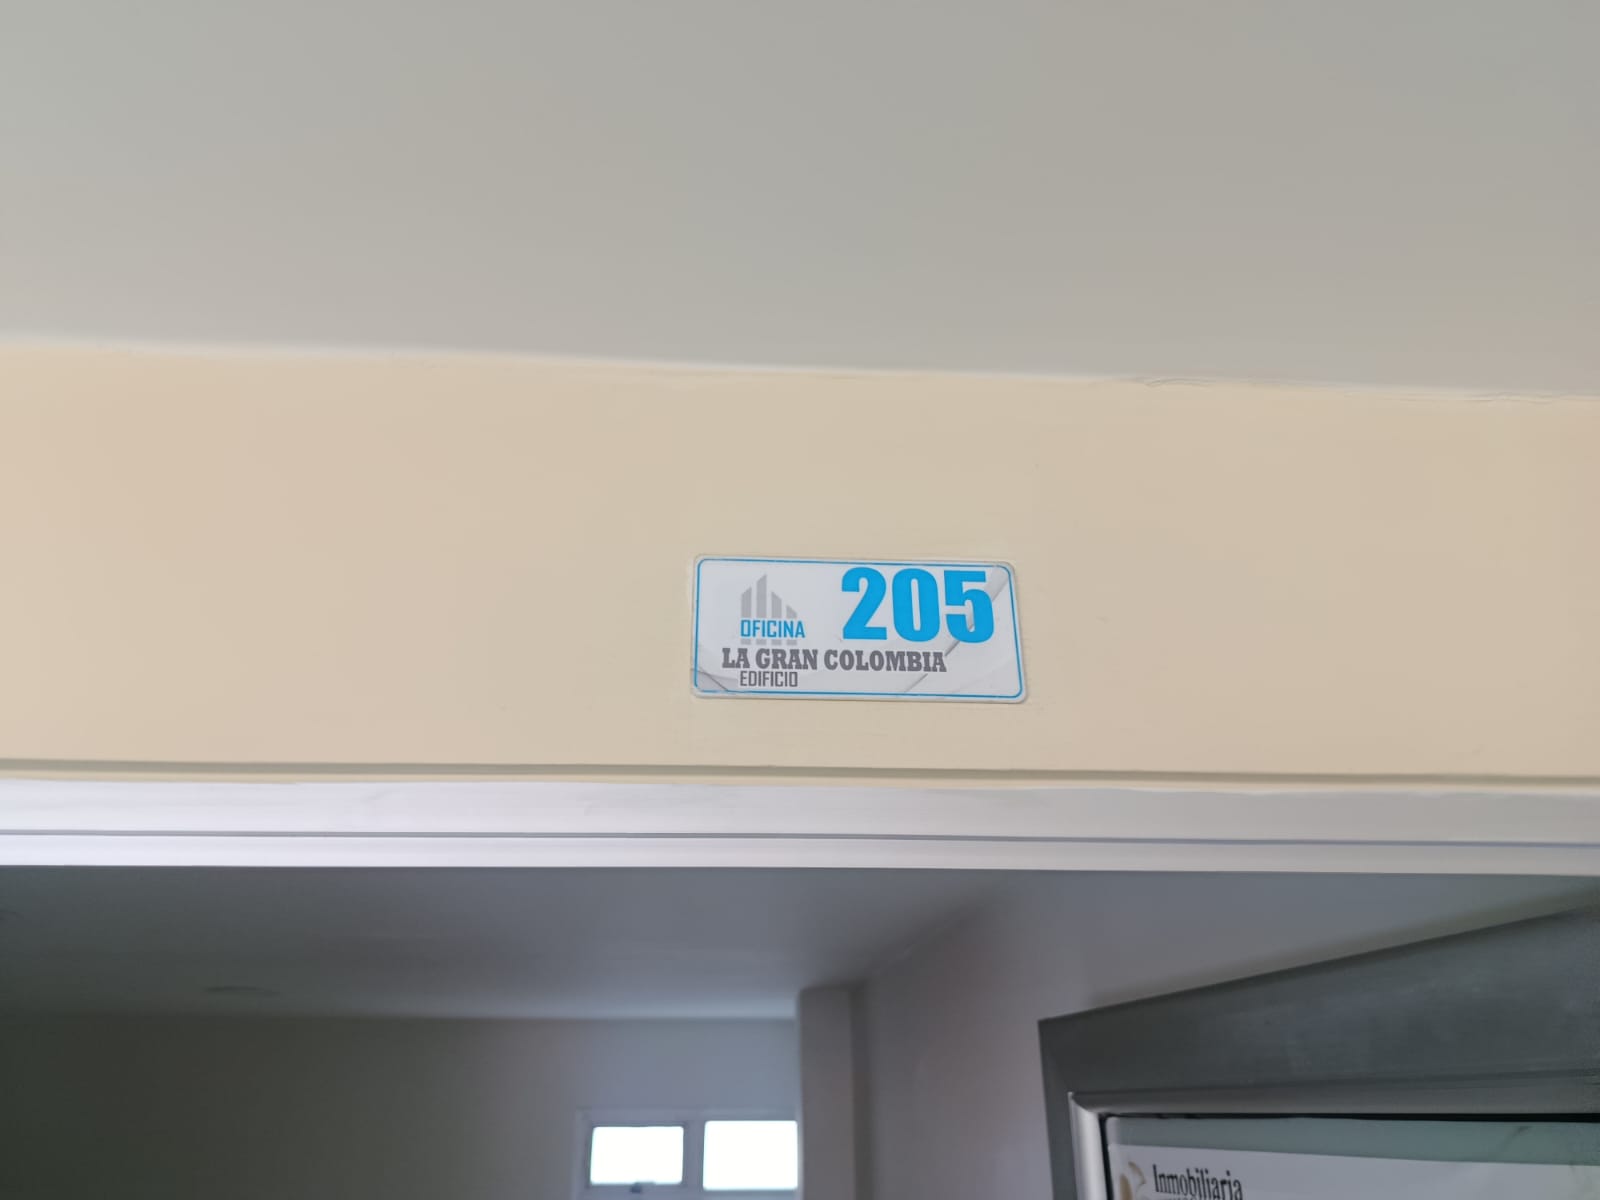 205
OFICINA
LA GRAN COLOMBIA
EDIFICIO
Inmobiliaria